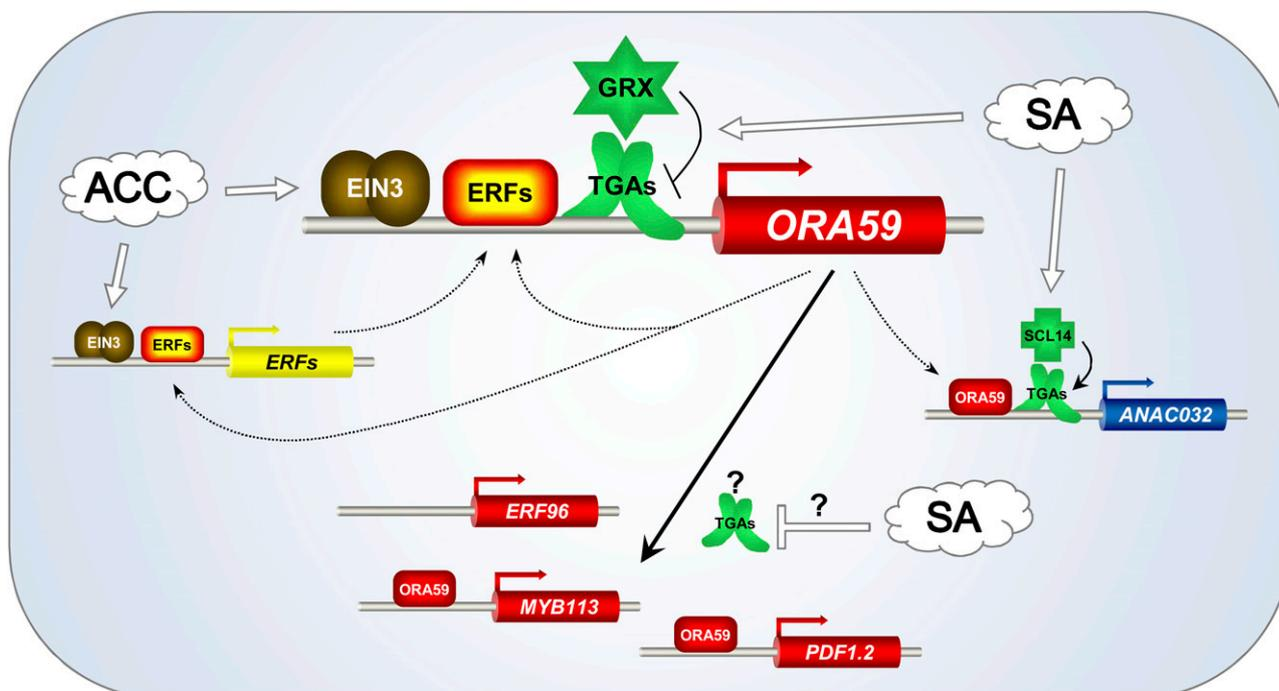 GRX
SA
ACC
EIN3
ERFs
TGAs
ORA59
EIN3
ERFs
ERFs
SCL14
ORA59
TGAs
ANAC032
ERF96
?
TGAs
?
SA
ORA59
MYB113
ORA59
PDF1.2